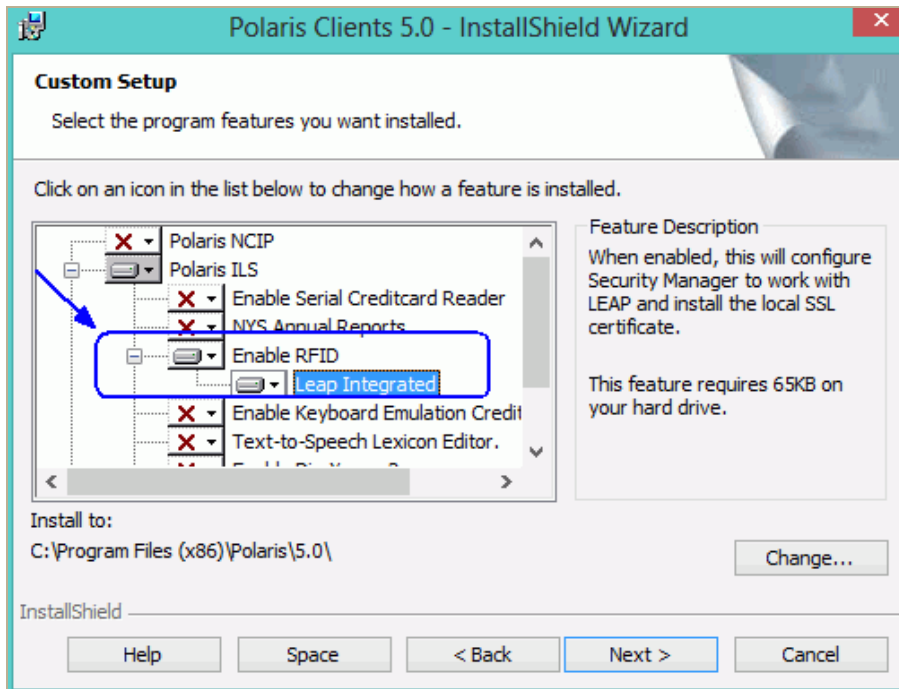 Polaris Clients 5.0 - InstallShield Wizard
Custom Setup
Select the program features you want installed.
Click on an icon in the list below to change how a feature is installed.
Polaris NCIP
Polaris ILS
Enable Serial Creditcard Reader
NYS Annual Reports
Enable RFID
Leap Integrated
Enable Keyboard Emulation Credit
Text-to-Speech Lexicon Editor.
Feature Description
When enabled, this will configure
Security Manager to work with
LEAP and install the local SSL
certificate.
This feature requires 65KB on
your hard drive.
Install to:
C:\Program Files (x86)\Polaris\5.0\
Change...
InstallShield
Help
Space
< Back
Next >
Cancel